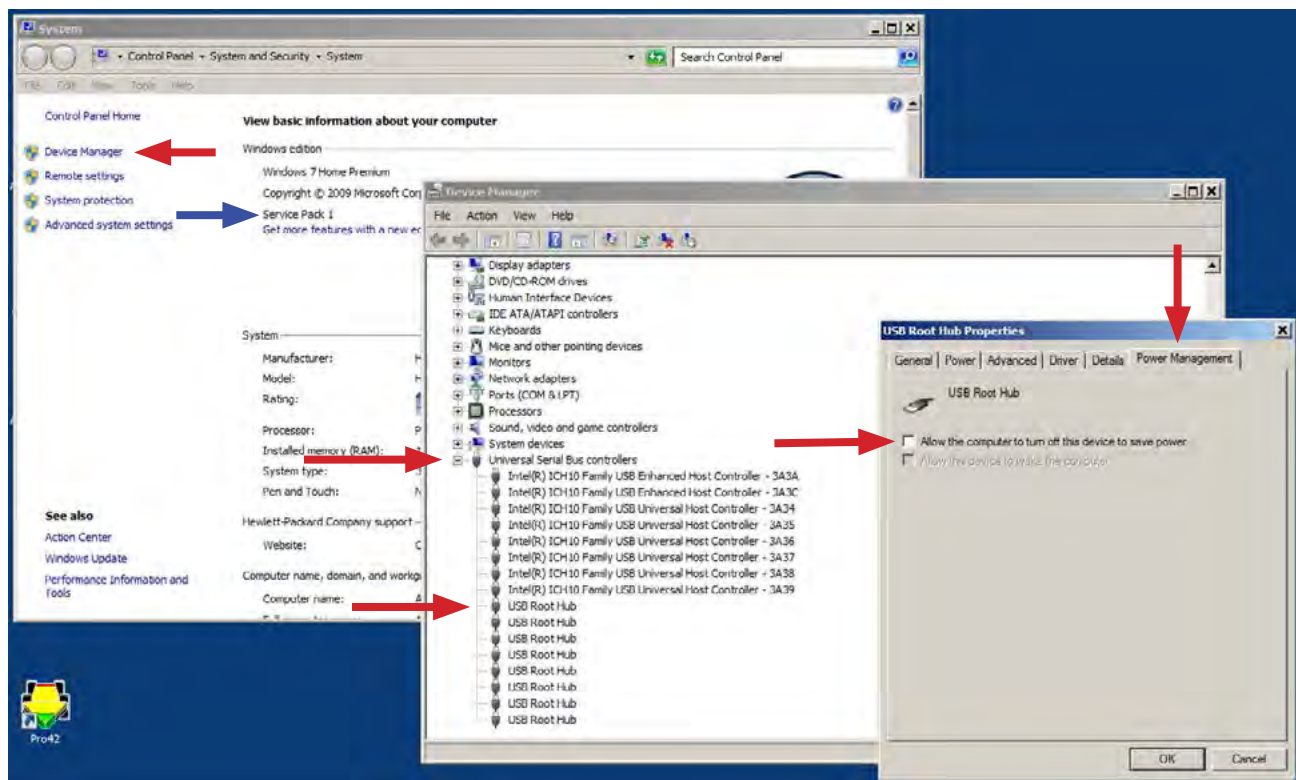 System
Control Panel
System and Security
System
Search Control Panel
File Edit View Tools Help
Control Panel Home
Device Manager
Remote settings
System protection
Advanced system settings
See also
Action Center
Windows Update
Performance Information and
Tools
View basic information about your computer
Windows edition
Windows 7 Home Premium
Copyright © 2009 Microsoft Cor
Service Pack 1
Get more features with a new ec
System
Manufacturer: H
Model: H
Rating:
Processor: P
Installed memory (RAM):
System type:
Pen and Touch: N
Hewlett-Packard Company support
Website:
Computer name, domain, and workg
Computer name: A
Device Manager
File Action View Help
Display adapters
DVD/CD-ROM drives
Human Interface Devices
IDE ATA/ATAPI controllers
Keyboards
Mice and other pointing devices
Monitors
Network adapters
Ports (COM & LPT)
Processors
Sound, video and game controllers
System devices
Universal Serial Bus controllers
Intel(R) ICH10 Family USB Enhanced Host Controller - 3A3A
Intel(R) ICH10 Family USB Enhanced Host Controller - 3A3C
Intel(R) ICH10 Family USB Universal Host Controller - 3A34
Intel(R) ICH10 Family USB Universal Host Controller - 3A35
Intel(R) ICH10 Family USB Universal Host Controller - 3A36
Intel(R) ICH10 Family USB Universal Host Controller - 3A37
Intel(R) ICH10 Family USB Universal Host Controller - 3A38
Intel(R) ICH10 Family USB Universal Host Controller - 3A39
USB Root Hub
USB Root Hub
USB Root Hub
USB Root Hub
USB Root Hub
USB Root Hub
USB Root Hub
USB Root Hub
USB Root Hub Properties
General Power Advanced Driver Details Power Management
USB Root Hub
Allow the computer to turn off this device to save power
Allow this device to wake the computer
OK Cancel
Pro42